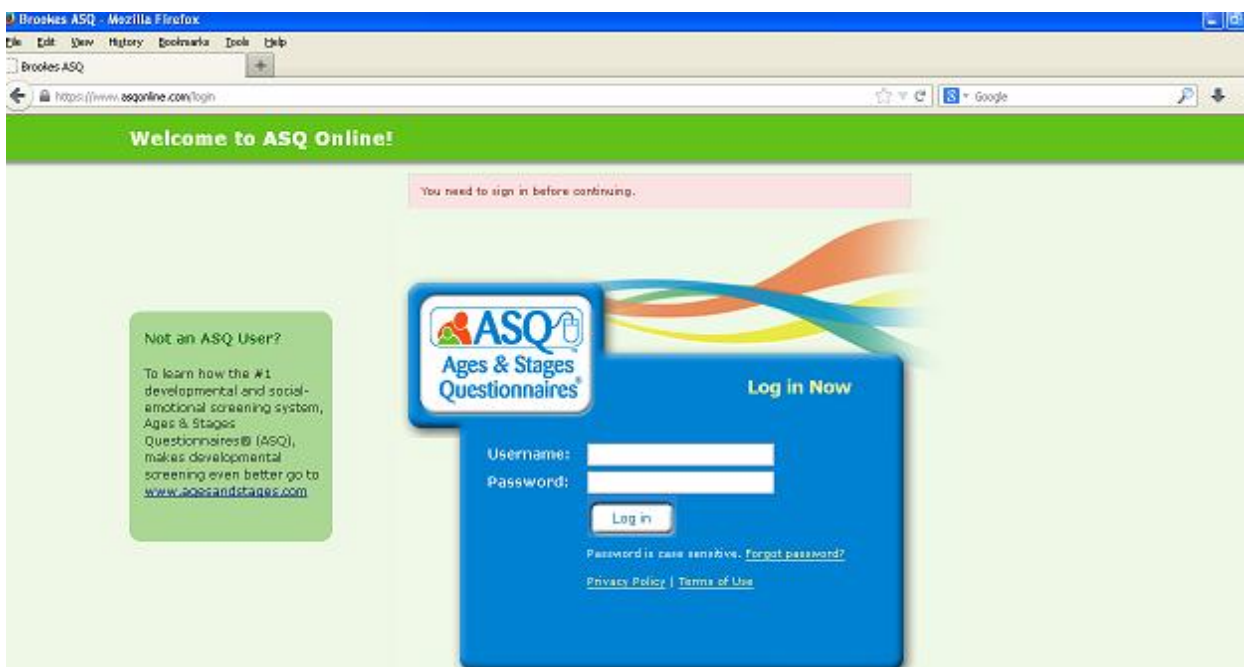 Brookes ASQ - Mozilla Firefox
File Edit View History Bookmarks Tools Help
Brookes ASQ
https://www.asqonline.com/login
Google
Welcome to ASQ Online!
You need to sign in before continuing.
Not an ASQ User?
To learn how the #1
developmental and social-
emotional screening system,
Ages & Stages
Questionnaires® (ASQ),
makes developmental
screening even better go to
www.agesandstages.com
ASQ
Ages & Stages
Questionnaires®
Log in Now
Username:
Password:
Log in
Password is case sensitive. Forgot password?
Privacy Policy | Terms of Use